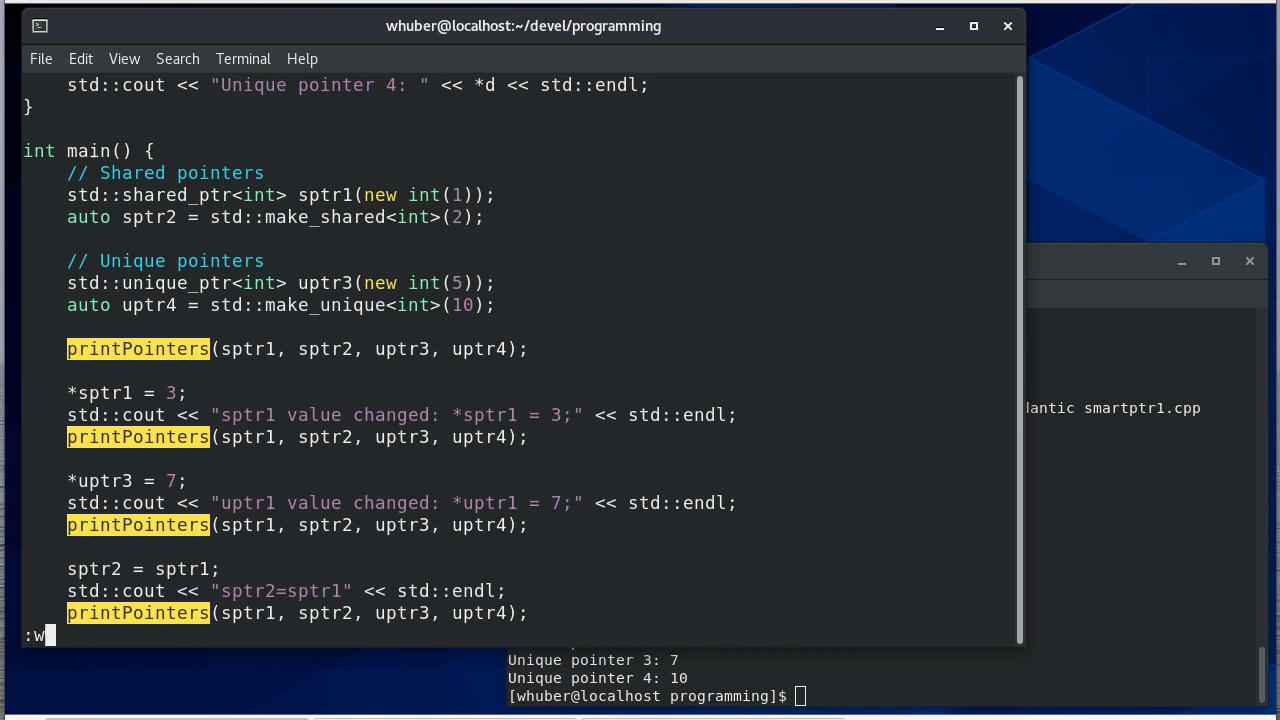 whuber@localhost:~/devel/programming
File Edit View Search Terminal Help
std::cout << "Unique pointer 4: " << *d << std::endl;
}
int main() {
// Shared pointers
std::shared_ptr<int> sptr1(new int(1));
auto sptr2 = std::make_shared<int>(2);
// Unique pointers
std::unique_ptr<int> uptr3(new int(5));
auto uptr4 = std::make_unique<int>(10);
printPointers(sptr1, sptr2, uptr3, uptr4);
*sptr1 = 3;
std::cout << "sptr1 value changed: *sptr1 = 3;" << std::endl;
printPointers(sptr1, sptr2, uptr3, uptr4);
*uptr3 = 7;
std::cout << "uptr1 value changed: *uptr1 = 7;" << std::endl;
printPointers(sptr1, sptr2, uptr3, uptr4);
sptr2 = sptr1;
std::cout << "sptr2=sptr1" << std::endl;
printPointers(sptr1, sptr2, uptr3, uptr4);
:w
lantic smartptr1.cpp
Unique pointer 3: 7
Unique pointer 4: 10
[whuber@localhost programming]$